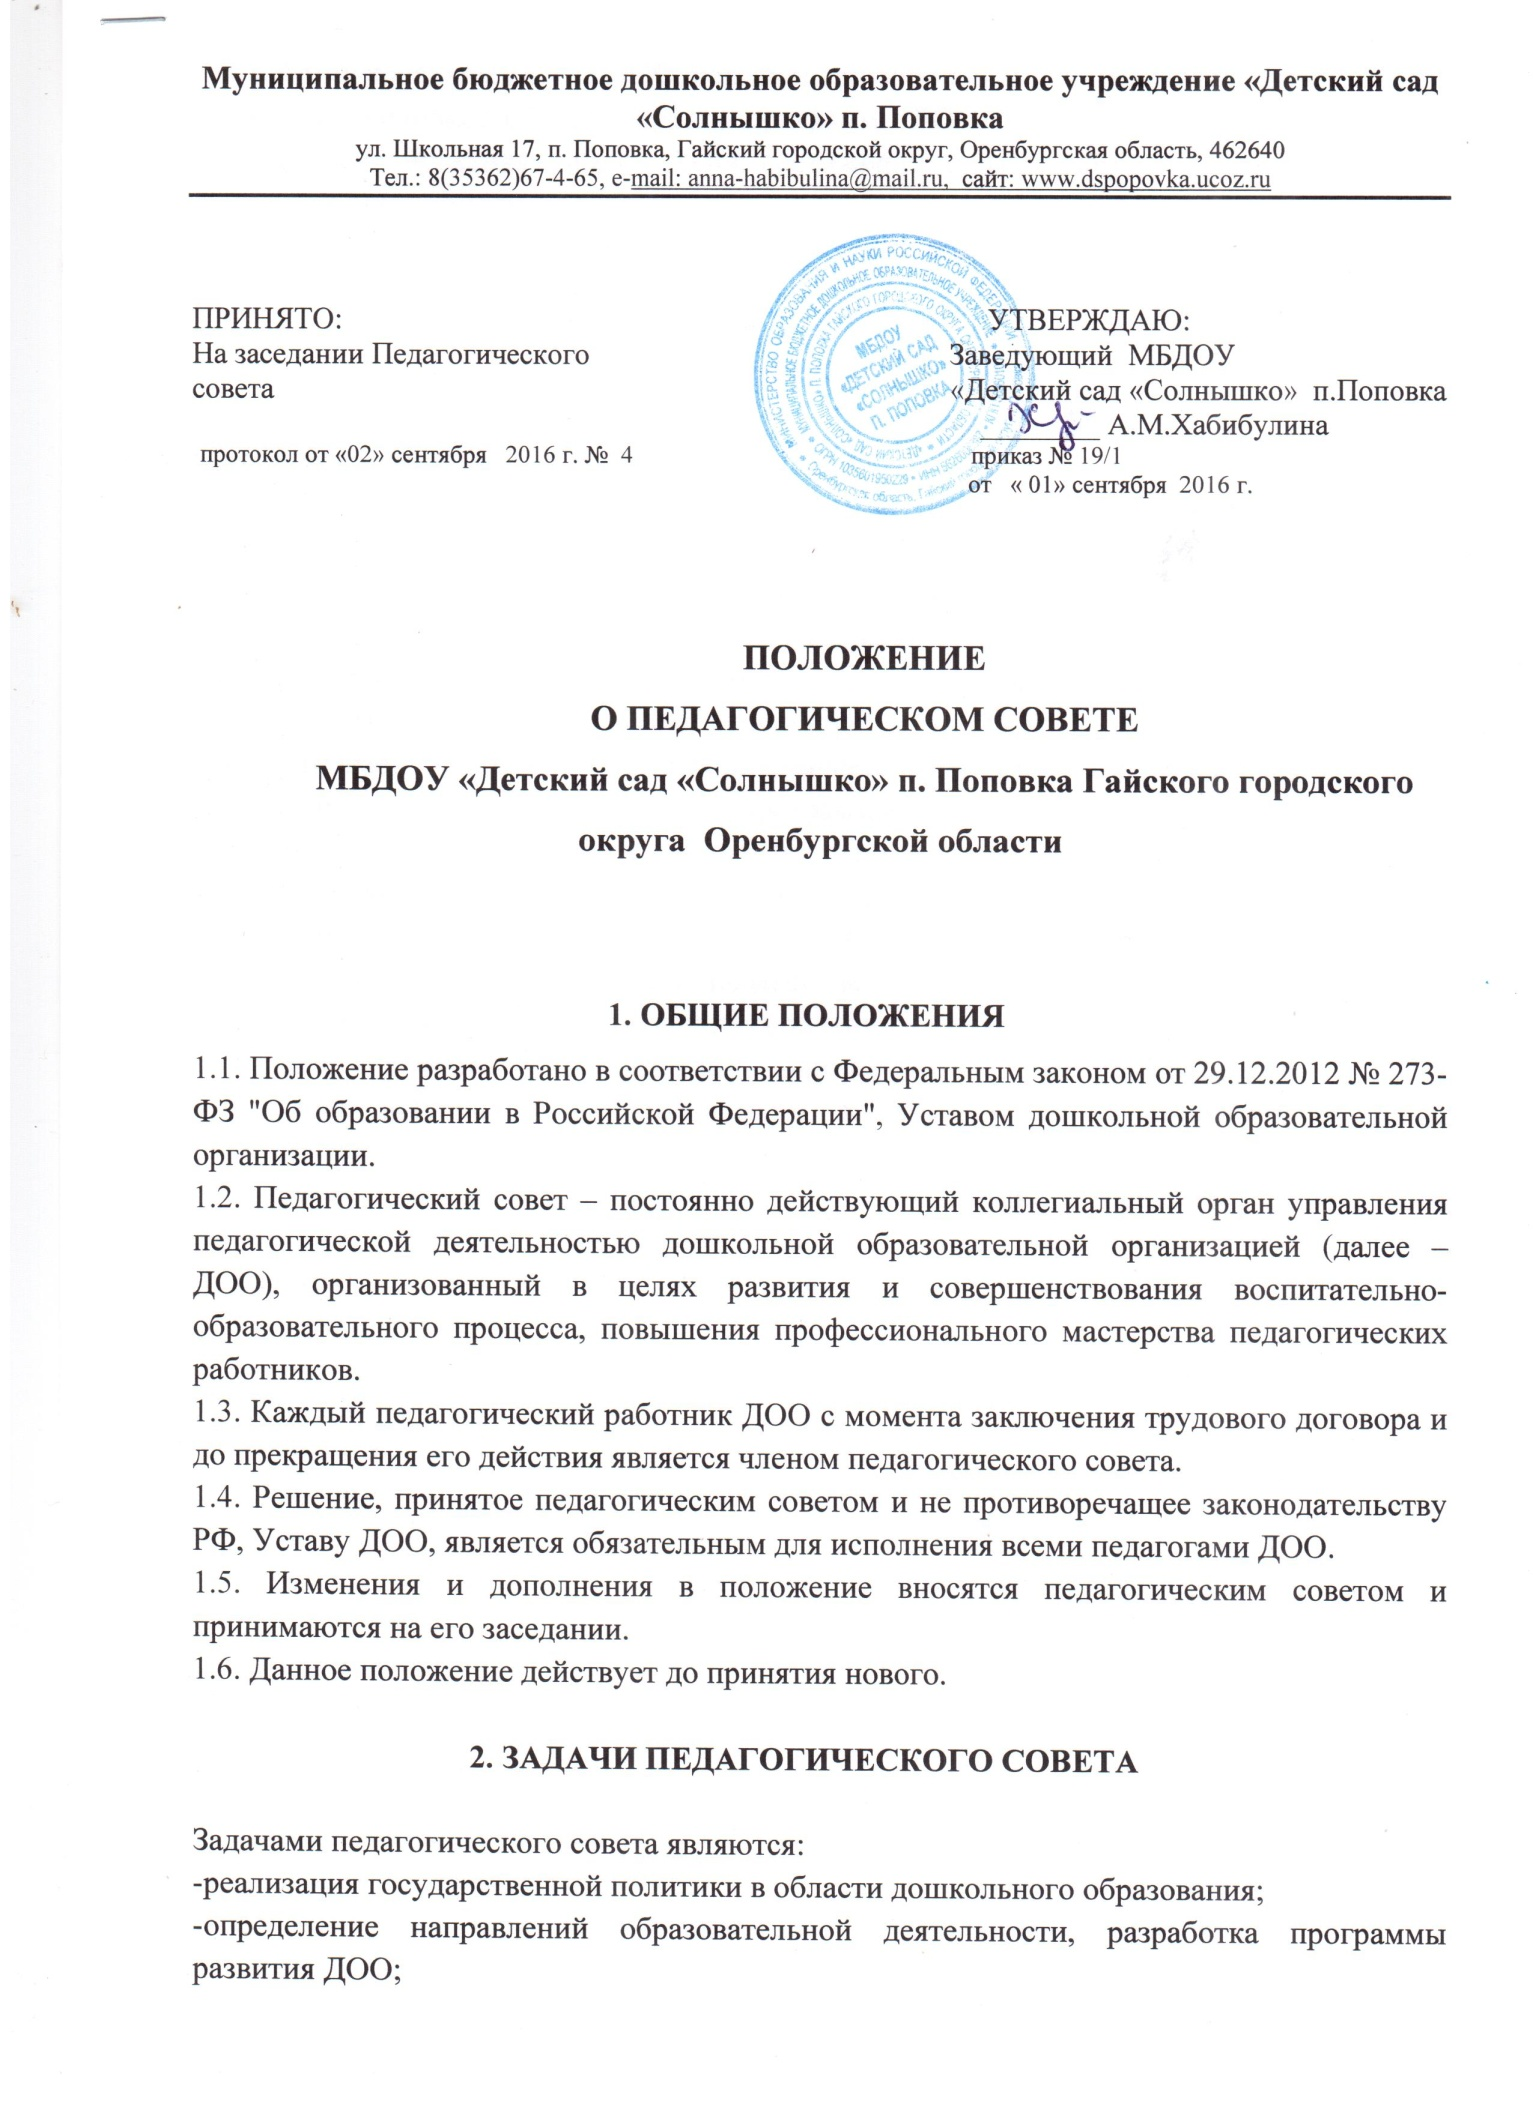 Муниципальное бюджетное дошкольное образовательное учреждение «Детский сад
«Солнышко» п. Поповка
ул. Школьная 17, п. Поповка, Гайский городской округ, Оренбургская область, 462640
Тел.: 8(35362)67-4-65, e-mail: anna-habibulina@mail.ru,  сайт: www.dspopovka.ucoz.ru
ПРИНЯТО:
На заседании Педагогического
совета
протокол от «02» сентября   2016 г. №  4
МБДОУ
«ДЕТСКИЙ САД
«СОЛНЫШКО»
П. ПОПОВКА
УТВЕРЖДАЮ:
Заведующий  МБДОУ
«Детский сад «Солнышко»  п.Поповка
________ А.М.Хабибулина
приказ № 19/1
от   « 01» сентября  2016 г.
ПОЛОЖЕНИЕ
О ПЕДАГОГИЧЕСКОМ СОВЕТЕ
МБДОУ «Детский сад «Солнышко» п. Поповка Гайского городского
округа  Оренбургской области
1. ОБЩИЕ ПОЛОЖЕНИЯ
1.1. Положение разработано в соответствии с Федеральным законом от 29.12.2012 № 273-
ФЗ "Об образовании в Российской Федерации", Уставом дошкольной образовательной
организации.
1.2. Педагогический совет – постоянно действующий коллегиальный орган управления
педагогической деятельностью дошкольной образовательной организацией (далее –
ДОО), организованный в целях развития и совершенствования воспитательно-
образовательного процесса, повышения профессионального мастерства педагогических
работников.
1.3. Каждый педагогический работник ДОО с момента заключения трудового договора и
до прекращения его действия является членом педагогического совета.
1.4. Решение, принятое педагогическим советом и не противоречащее законодательству
РФ, Уставу ДОО, является обязательным для исполнения всеми педагогами ДОО.
1.5. Изменения и дополнения в положение вносятся педагогическим советом и
принимаются на его заседании.
1.6. Данное положение действует до принятия нового.
2. ЗАДАЧИ ПЕДАГОГИЧЕСКОГО СОВЕТА
Задачами педагогического совета являются:
-реализация государственной политики в области дошкольного образования;
-определение направлений образовательной деятельности, разработка программы
развития ДОО;